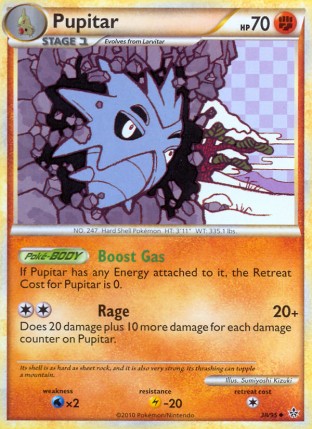 Pupitar HP 70
STAGE 1 Evolves from Larvitar
NO. 247 Hard Shell Pokémon HT: 3'11" WT: 335.1 lbs.
Poké-BODY Boost Gas
If Pupitar has any Energy attached to it, the Retreat
Cost for Pupitar is 0.
Rage 20+
Does 20 damage plus 10 more damage for each damage
counter on Pupitar.
Its shell is as hard as sheet rock, and it is also very strong. Its thrashing can topple
a mountain.
Illus. Sumiyoshi Kizuki
weakness resistance retreat cost
×2 -20
©2010 Pokémon/Nintendo 39/95